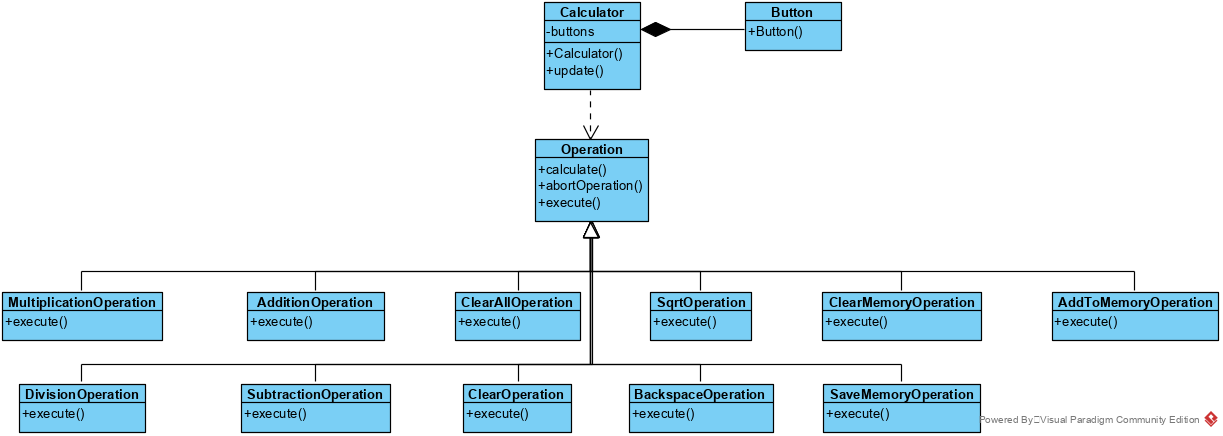 Calculator
-buttons
+Calculator()
+update()
Button
+Button()
Operation
+calculate()
+abortOperation()
+execute()
MultiplicationOperation
+execute()
AdditionOperation
+execute()
ClearAllOperation
+execute()
SqrtOperation
+execute()
ClearMemoryOperation
+execute()
AddToMemoryOperation
+execute()
DivisionOperation
+execute()
SubtractionOperation
+execute()
ClearOperation
+execute()
BackspaceOperation
+execute()
SaveMemoryOperation
+execute()
Powered By Visual Paradigm Community Edition